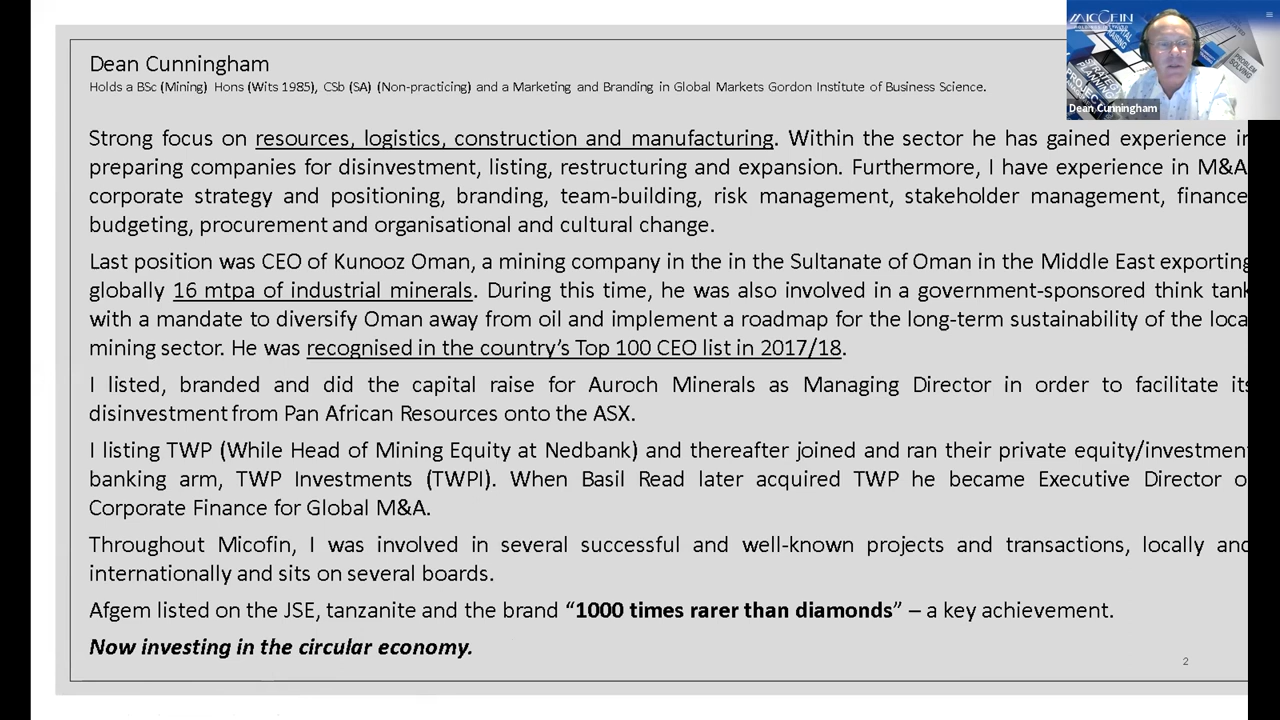 Dean Cunningham
Holds a BSc (Mining) Hons (Wits 1985), CSb (SA) (Non-practicing) and a Marketing and Branding in Global Markets Gordon Institute of Business Science.
MICOFIN
CAPITAL
RAISING
STRATEGIC
PLANNING
PROJECT
PROBLEM
SOLVING
Dean Cunningham
Strong focus on resources, logistics, construction and manufacturing. Within the sector he has gained experience in
preparing companies for disinvestment, listing, restructuring and expansion. Furthermore, I have experience in M&A
corporate strategy and positioning, branding, team-building, risk management, stakeholder management, finance
budgeting, procurement and organisational and cultural change.
Last position was CEO of Kunooz Oman, a mining company in the in the Sultanate of Oman in the Middle East exporting
globally 16 mtpa of industrial minerals. During this time, he was also involved in a government-sponsored think tank
with a mandate to diversify Oman away from oil and implement a roadmap for the long-term sustainability of the loca
mining sector. He was recognised in the country's Top 100 CEO list in 2017/18.
I listed, branded and did the capital raise for Auroch Minerals as Managing Director in order to facilitate its
disinvestment from Pan African Resources onto the ASX.
I listing TWP (While Head of Mining Equity at Nedbank) and thereafter joined and ran their private equity/investment
banking arm, TWP Investments (TWPI). When Basil Read later acquired TWP he became Executive Director o
Corporate Finance for Global M&A.
Throughout Micofin, I was involved in several successful and well-known projects and transactions, locally and
internationally and sits on several boards.
Afgem listed on the JSE, tanzanite and the brand “1000 times rarer than diamonds” – a key achievement.
Now investing in the circular economy.
2